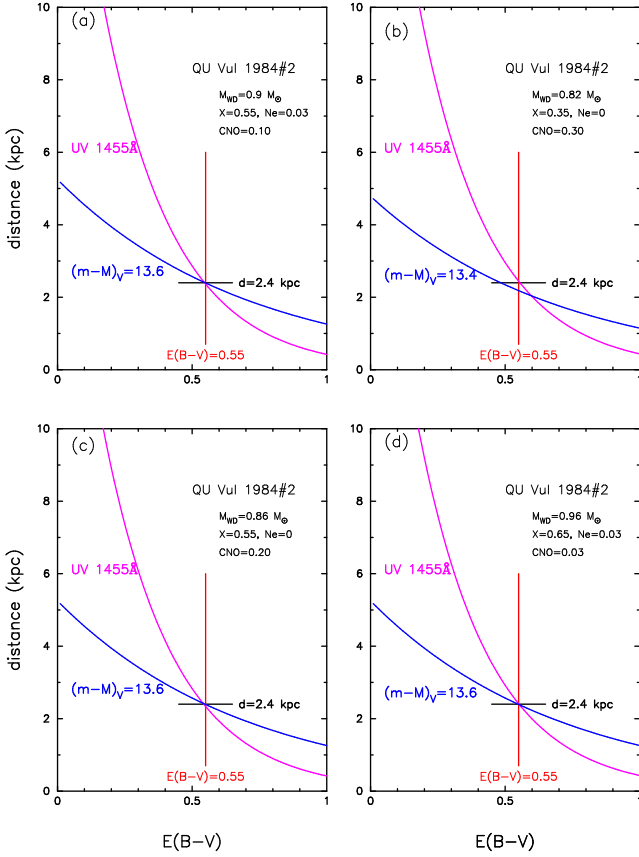 (a)
QU Vul 1984#2
M_WD=0.9 M_⊙
X=0.55, Ne=0.03
CNO=0.10
UV 1455Å
(m−M)_V=13.6
d=2.4 kpc
E(B−V)=0.55
distance (kpc)
10
8
6
4
2
0
0
0.5
1
(b)
QU Vul 1984#2
M_WD=0.82 M_⊙
X=0.35, Ne=0
CNO=0.30
UV 1455Å
(m−M)_V=13.4
d=2.4 kpc
E(B−V)=0.55
10
8
6
4
2
0
0
0.5
1
(c)
QU Vul 1984#2
M_WD=0.86 M_⊙
X=0.55, Ne=0
CNO=0.20
UV 1455Å
(m−M)_V=13.6
d=2.4 kpc
E(B−V)=0.55
distance (kpc)
10
8
6
4
2
0
0
0.5
1
E(B−V)
(d)
QU Vul 1984#2
M_WD=0.96 M_⊙
X=0.65, Ne=0.03
CNO=0.03
UV 1455Å
(m−M)_V=13.6
d=2.4 kpc
E(B−V)=0.55
10
8
6
4
2
0
0
0.5
1
E(B−V)